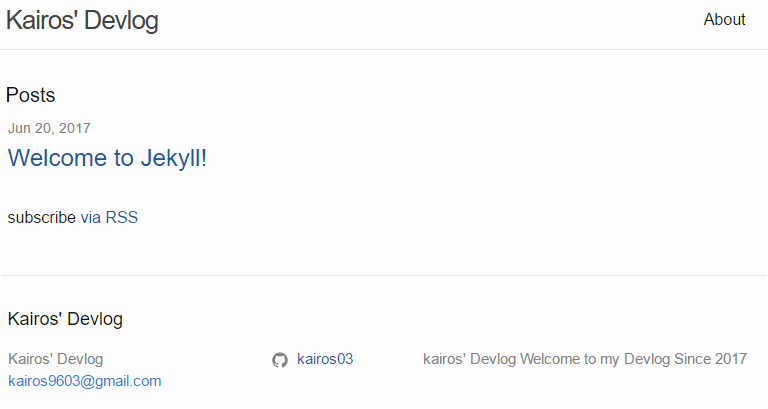 Kairos' Devlog
About
Posts
Jun 20, 2017
Welcome to Jekyll!
subscribe via RSS
Kairos' Devlog
Kairos' Devlog
kairos9603@gmail.com
kairos03
kairos' Devlog Welcome to my Devlog Since 2017